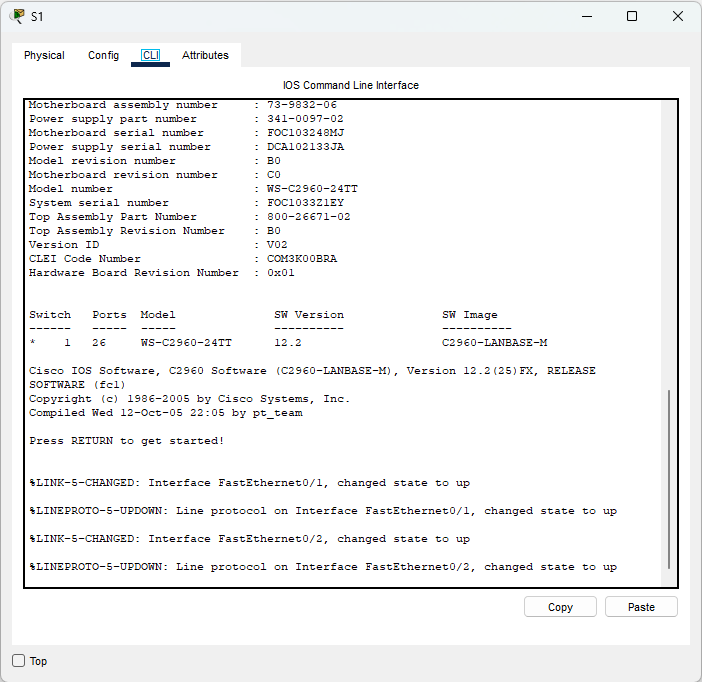 S1
Physical Config CLI Attributes
IOS Command Line Interface
Motherboard assembly number : 73-9832-06
Power supply part number : 341-0097-02
Motherboard serial number : FOC103248MJ
Power supply serial number : DCA102133JA
Model revision number : B0
Motherboard revision number : C0
Model number : WS-C2960-24TT
System serial number : FOC1033Z1EY
Top Assembly Part Number : 800-26671-02
Top Assembly Revision Number : B0
Version ID : V02
CLEI Code Number : COM3K00BRA
Hardware Board Revision Number : 0x01
Switch Ports Model SW Version SW Image
------ ----- ----- ---------- ----------
* 1 26 WS-C2960-24TT 12.2 C2960-LANBASE-M
Cisco IOS Software, C2960 Software (C2960-LANBASE-M), Version 12.2(25)FX, RELEASE
SOFTWARE (fc1)
Copyright (c) 1986-2005 by Cisco Systems, Inc.
Compiled Wed 12-Oct-05 22:05 by pt_team
Press RETURN to get started!
%LINK-5-CHANGED: Interface FastEthernet0/1, changed state to up
%LINEPROTO-5-UPDOWN: Line protocol on Interface FastEthernet0/1, changed state to up
%LINK-5-CHANGED: Interface FastEthernet0/2, changed state to up
%LINEPROTO-5-UPDOWN: Line protocol on Interface FastEthernet0/2, changed state to up
Copy Paste
Top